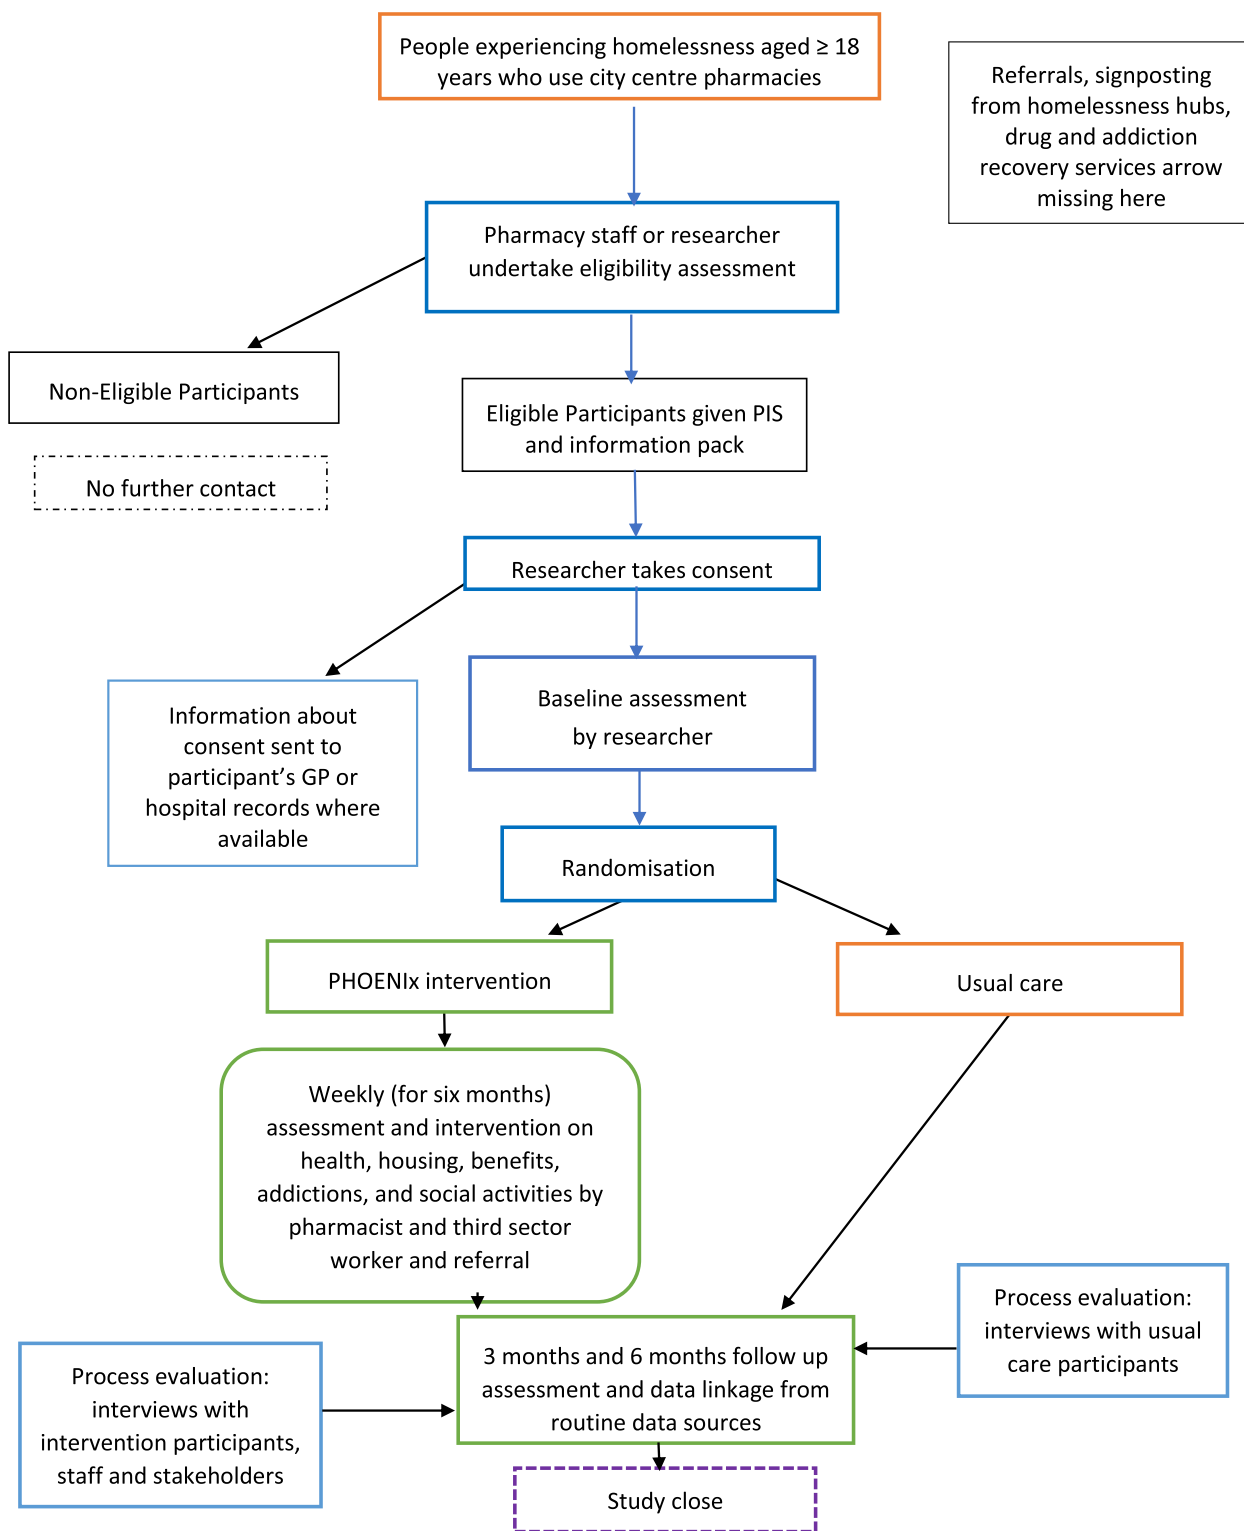 People experiencing homelessness aged ≥ 18
years who use city centre pharmacies
Referrals, signposting
from homelessness hubs,
drug and addiction
recovery services arrow
missing here
Pharmacy staff or researcher
undertake eligibility assessment
Non-Eligible Participants
Eligible Participants given PIS
and information pack
No further contact
Researcher takes consent
Information about
consent sent to
participant’s GP or
hospital records where
available
Baseline assessment
by researcher
Randomisation
PHOENIx intervention
Usual care
Weekly (for six months)
assessment and intervention on
health, housing, benefits,
addictions, and social activities by
pharmacist and third sector
worker and referral
Process evaluation:
interviews with usual
care participants
3 months and 6 months follow up
assessment and data linkage from
routine data sources
Process evaluation:
interviews with
intervention participants,
staff and stakeholders
Study close